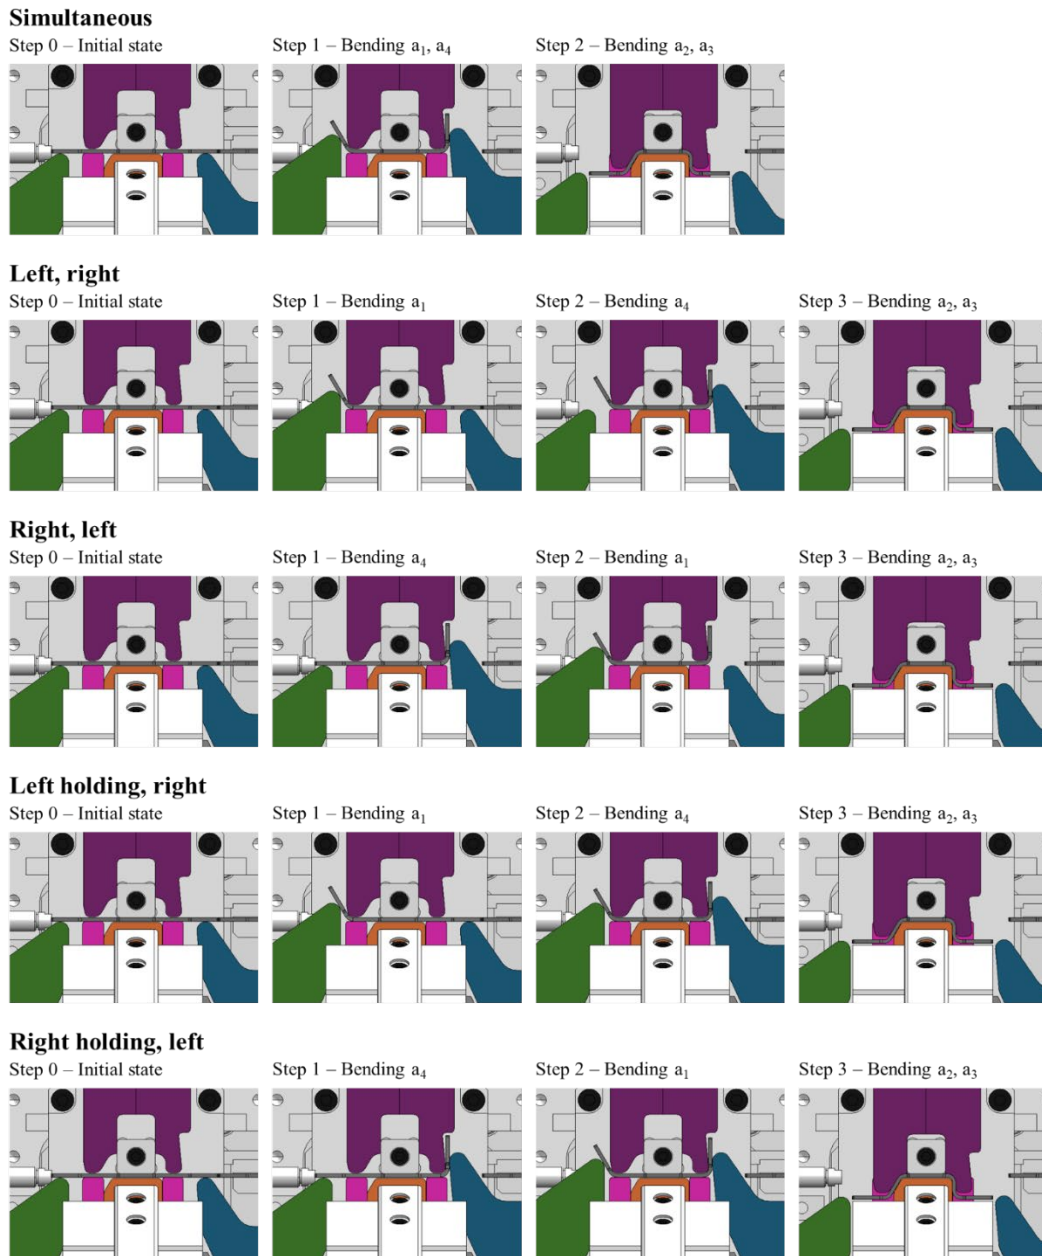 Simultaneous
Step 0 – Initial state
Step 1 – Bending a₁, a₄
Step 2 – Bending a₂, a₃
Left, right
Step 0 – Initial state
Step 1 – Bending a₁
Step 2 – Bending a₄
Step 3 – Bending a₂, a₃
Right, left
Step 0 – Initial state
Step 1 – Bending a₄
Step 2 – Bending a₁
Step 3 – Bending a₂, a₃
Left holding, right
Step 0 – Initial state
Step 1 – Bending a₁
Step 2 – Bending a₄
Step 3 – Bending a₂, a₃
Right holding, left
Step 0 – Initial state
Step 1 – Bending a₄
Step 2 – Bending a₁
Step 3 – Bending a₂, a₃